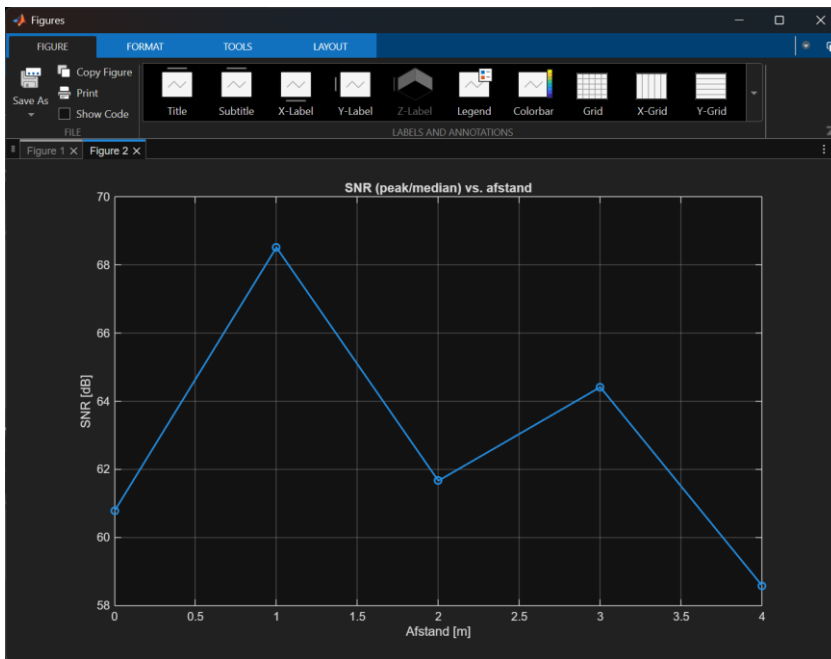 Figures
FIGURE FORMAT TOOLS LAYOUT
Save As
Copy Figure
Print
Show Code
FILE
Title Subtitle X-Label Y-Label Z-Label Legend Colorbar Grid X-Grid Y-Grid
LABELS AND ANNOTATIONS
Figure 1 Figure 2
SNR (peak/median) vs. afstand
70
68
66
64
62
60
58
SNR [dB]
0 0.5 1 1.5 2 2.5 3 3.5 4
Afstand [m]